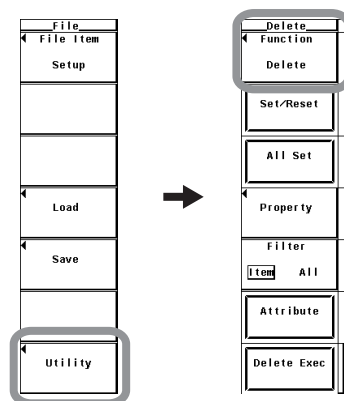 File
File Item
Setup
Load
Save
Utility
Delete
Function
Delete
Set/Reset
All Set
Property
Filter
Item All
Attribute
Delete Exec